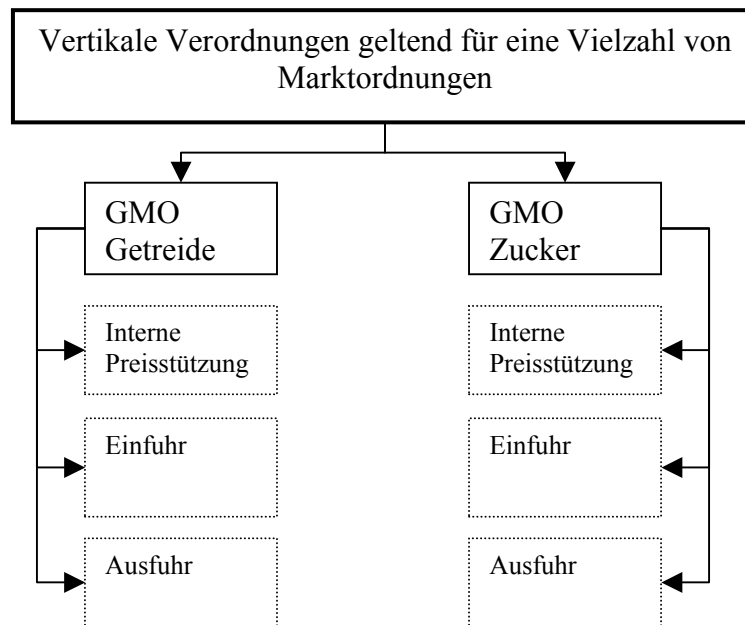 Vertikale Verordnungen geltend für eine Vielzahl von
Marktordnungen
GMO
Getreide
GMO
Zucker
Interne
Preisstützung
Interne
Preisstützung
Einfuhr
Einfuhr
Ausfuhr
Ausfuhr